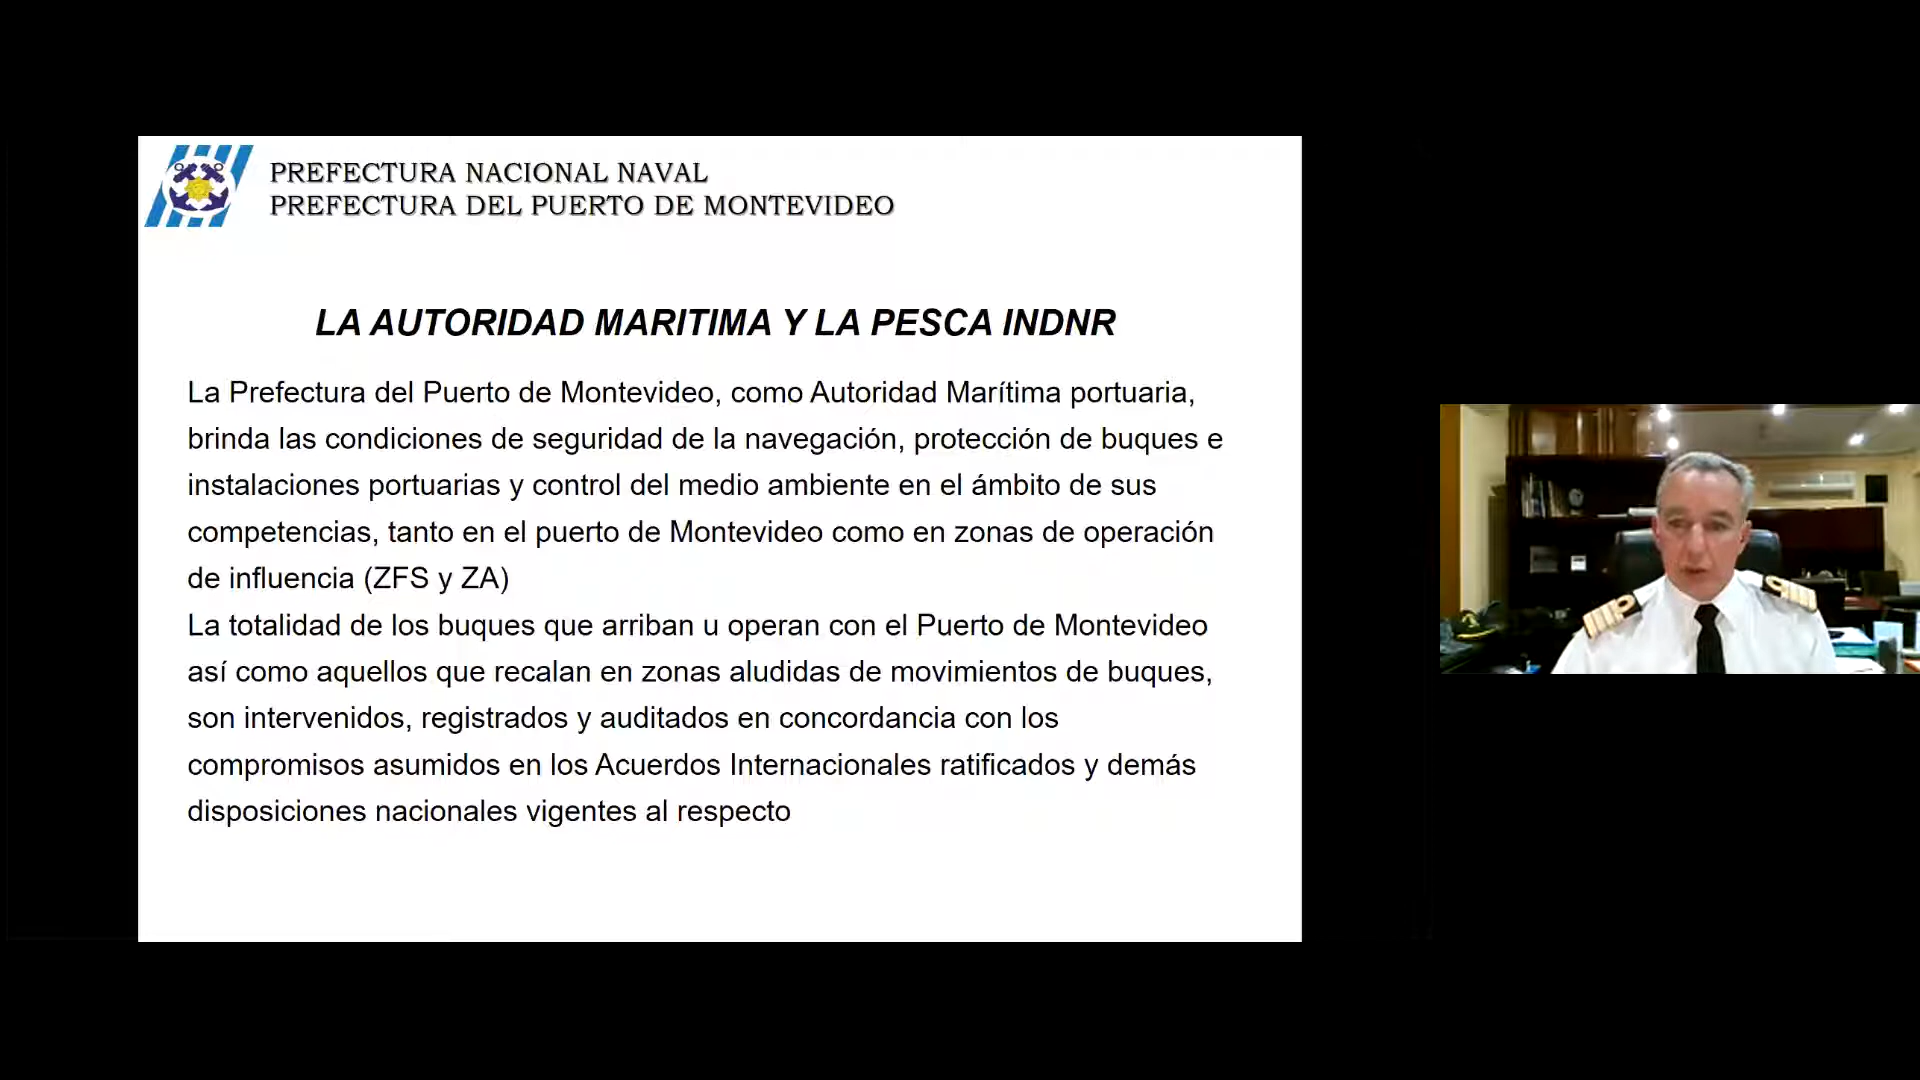 PREFECTURA NACIONAL NAVAL
PREFECTURA DEL PUERTO DE MONTEVIDEO
LA AUTORIDAD MARITIMA Y LA PESCA INDNR
La Prefectura del Puerto de Montevideo, como Autoridad Marítima portuaria,
brinda las condiciones de seguridad de la navegación, protección de buques e
instalaciones portuarias y control del medio ambiente en el ámbito de sus
competencias, tanto en el puerto de Montevideo como en zonas de operación
de influencia (ZFS y ZA)
La totalidad de los buques que arriban u operan con el Puerto de Montevideo
así como aquellos que recalan en zonas aludidas de movimientos de buques,
son intervenidos, registrados y auditados en concordancia con los
compromisos asumidos en los Acuerdos Internacionales ratificados y demás
disposiciones nacionales vigentes al respecto